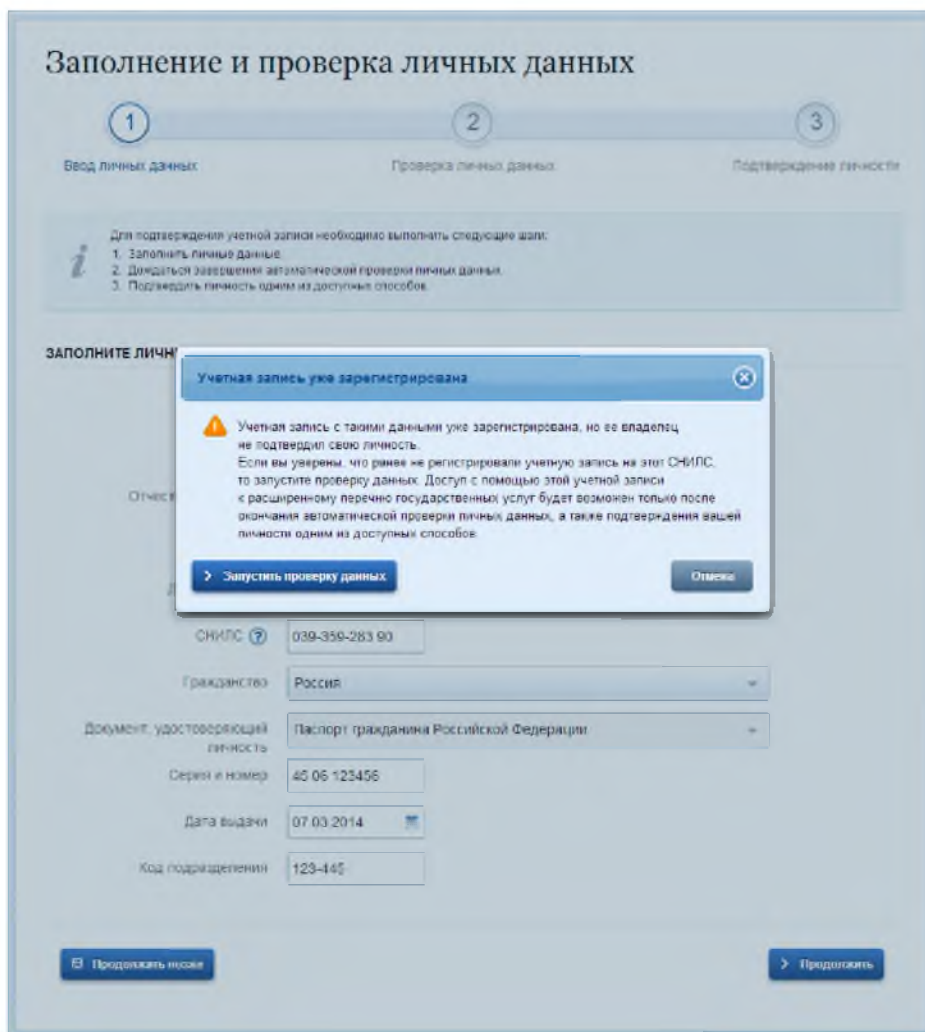 Заполнение и проверка личных данных
1
2
3
Ввод личных данных
Проверка личных данных
Подтверждение личности
Для подтверждения учетной записи необходимо выполнить следующие шаги:
1. Заполнить личные данные
2. Дождаться завершения автоматической проверки личных данных.
3. Подтвердить личность одним из доступных способов.
ЗАПОЛНИТЕ ЛИЧН
Учетная запись уже зарегистрирована
Учетная запись с такими данными уже зарегистрирована, но ее владелец
не подтвердил свою личность.
Если вы уверены, что ранее не регистрировали учетную запись на этот СНИЛС,
то запустите проверку данных. Доступ с помощью этой учетной записи
к расширенному перечню государственных услуг будет возможен только после
окончания автоматической проверки личных данных, а также подтверждения вашей
личности одним из доступных способов.
Отчест
Запустить проверку данных
Отмена
СНИЛС ?
039-359-283 90
Гражданство
Россия
Документ, удостоверяющий
личность
Паспорт гражданина Российской Федерации
Серия и номер
45 06 123456
Дата выдачи
07.03.2014
Код подразделения
123-445
Продолжить позже
Продолжить